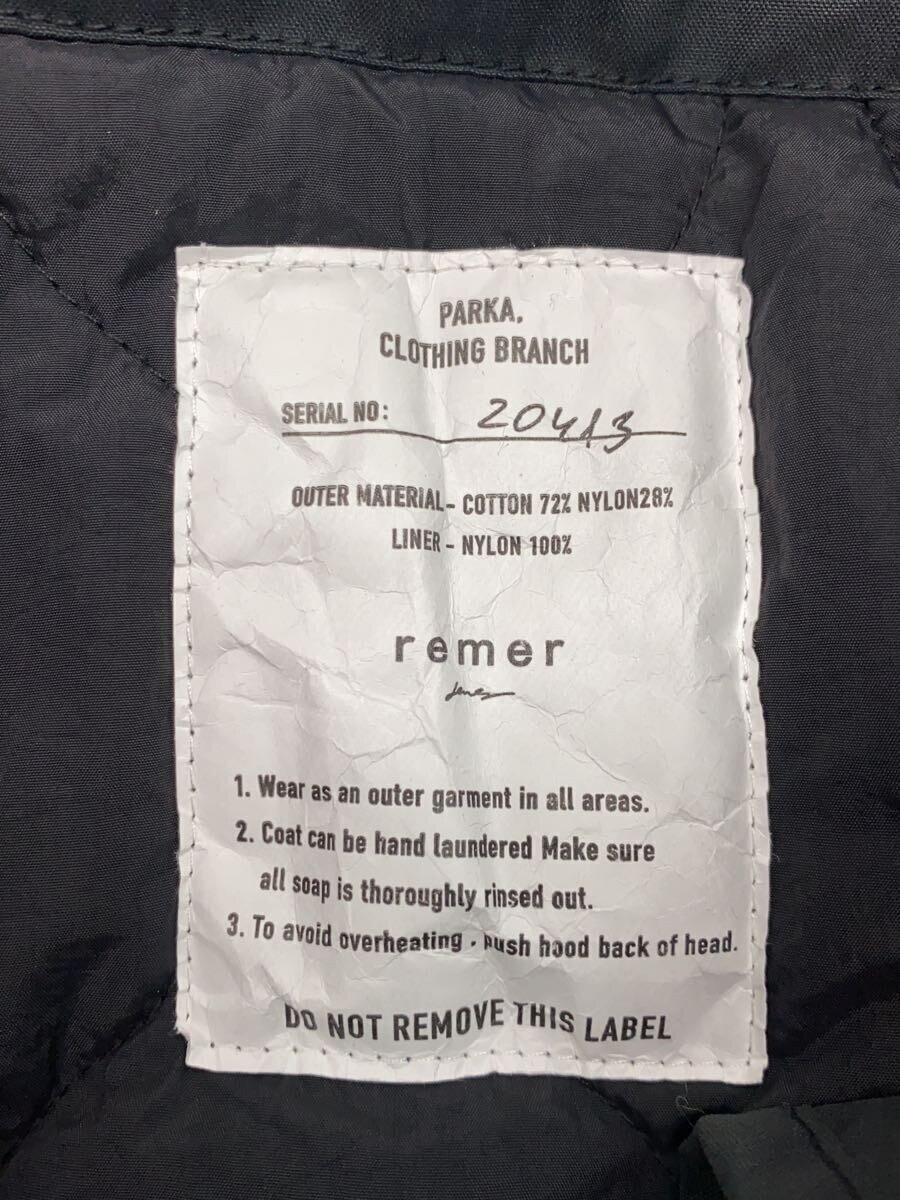 PARKA,
CLOTHING BRANCH
SERIAL NO: 20413
OUTER MATERIAL- COTTON 72% NYLON28%
LINER - NYLON 100%
remer
1. Wear as an outer garment in all areas.
2. Coat can be hand laundered Make sure
all soap is thoroughly rinsed out.
3. To avoid overheating - push hood back of head.
DO NOT REMOVE THIS LABEL